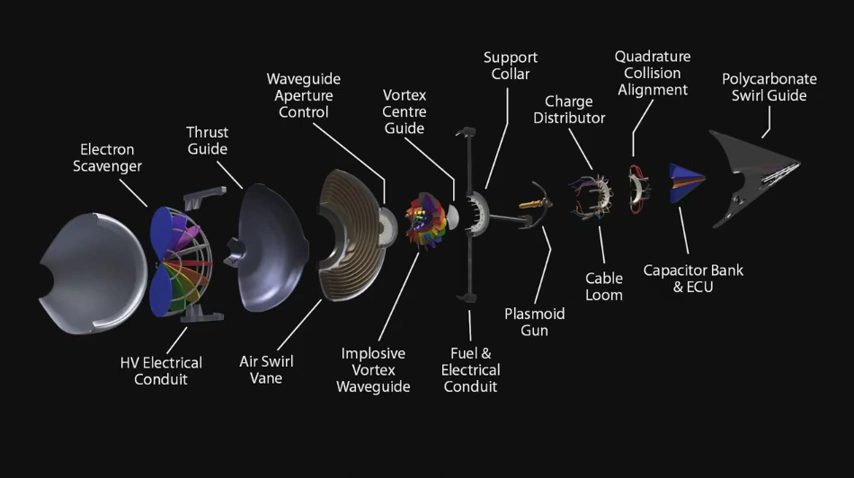 Support
Collar
Quadrature
Collision
Alignment
Waveguide
Aperture
Control
Polycarbonate
Swirl Guide
Vortex
Centre
Guide
Charge
Distributor
Thrust
Guide
Electron
Scavenger
Capacitor Bank
& ECU
Cable
Loom
Plasmoid
Gun
HV Electrical
Conduit
Air Swirl
Vane
Implosive
Vortex
Waveguide
Fuel &
Electrical
Conduit